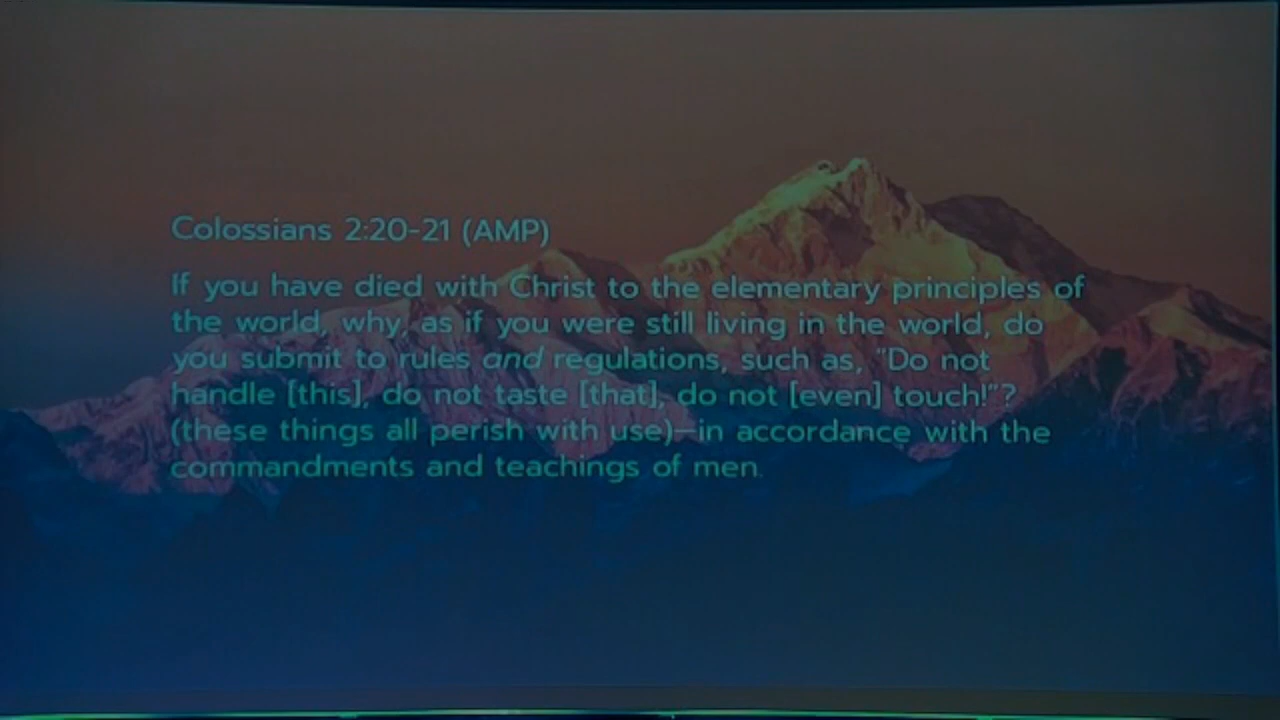 Colossians 2:20-21 (AMP)
If you have died with Christ to the elementary principles of
the world, why, as if you were still living in the world, do
you submit to rules and regulations, such as, "Do not
handle [this], do not taste [that], do not [even] touch!"?
(these things all perish with use)—in accordance with the
commandments and teachings of men.